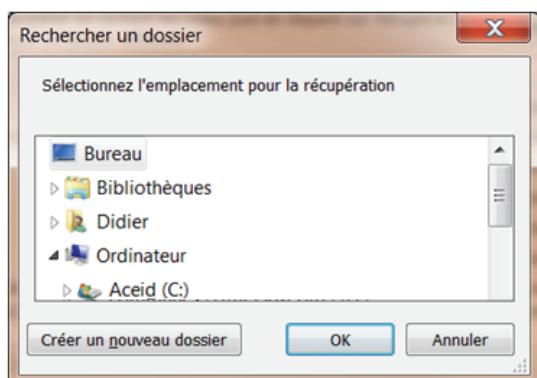 Rechercher un dossier
Sélectionnez l'emplacement pour la récupération
Bureau
Bibliothèques
Didier
Ordinateur
Aceid (C:)
Créer un nouveau dossier
OK
Annuler